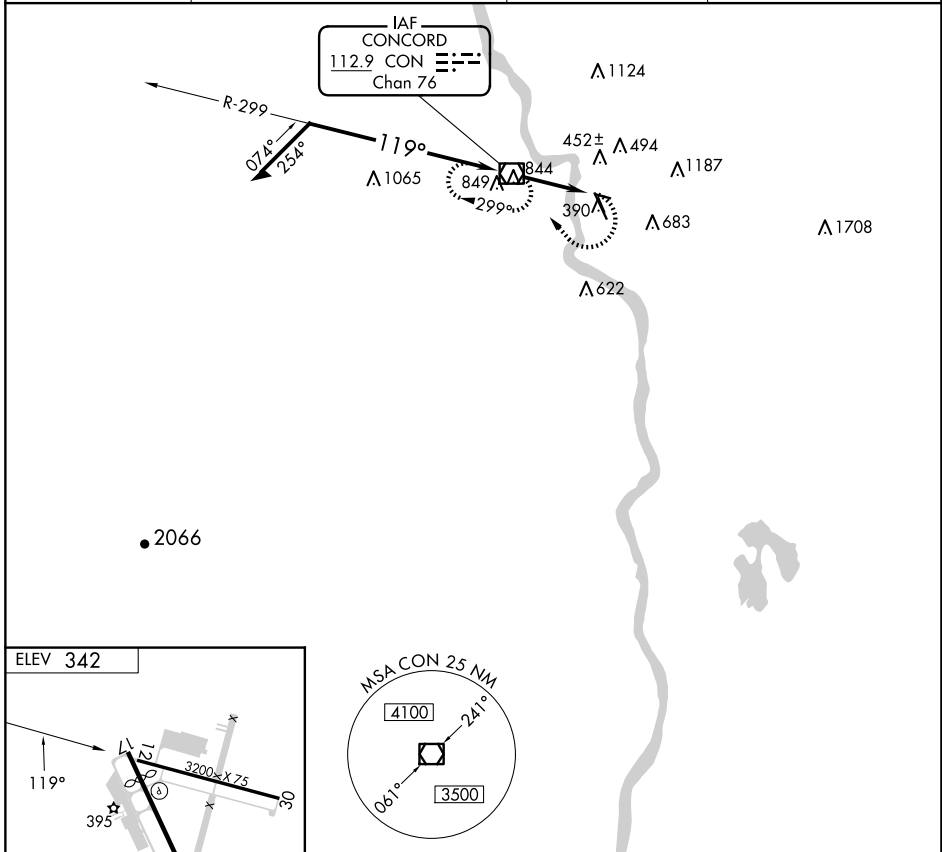 IAF
CONCORD
112.9 CON
Chan 76
1124
R-299
119°
452±
494
074°
254°
1065
849
844
1187
299°
390
683
1708
622
2066
ELEV 342
119°
17
12
3200 X 75
30
395
X
X
P
MSA CON 25 NM
4100
241°
061°
3500